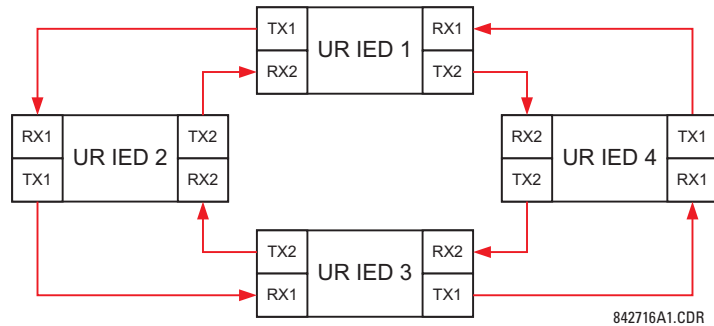 TX1 UR IED 1 RX1
RX2 TX2
RX1 UR IED 2 TX2
TX1 RX2
RX2 UR IED 4 TX1
TX2 RX1
TX2 UR IED 3 RX2
RX1 TX1
842716A1.CDR